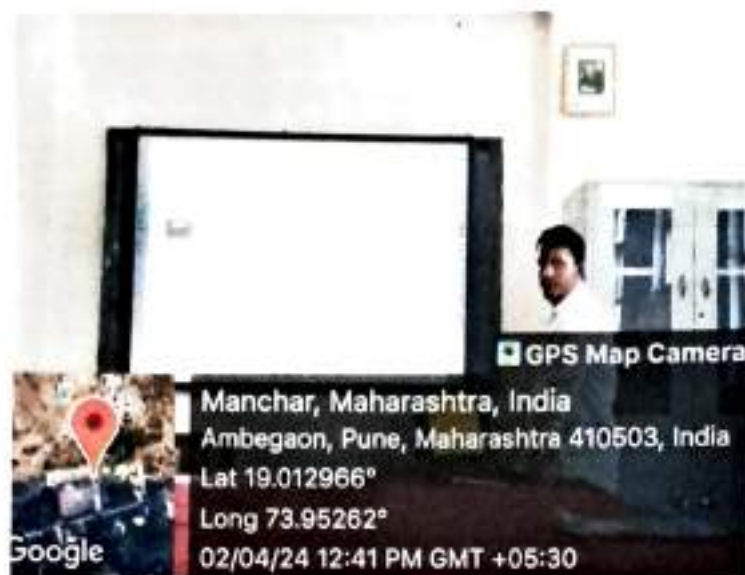 GPS Map Camera
Manchar, Maharashtra, India
Ambegaon, Pune, Maharashtra 410503, India
Lat 19.012966°
Long 73.95262°
02/04/24 12:41 PM GMT +05:30
Google